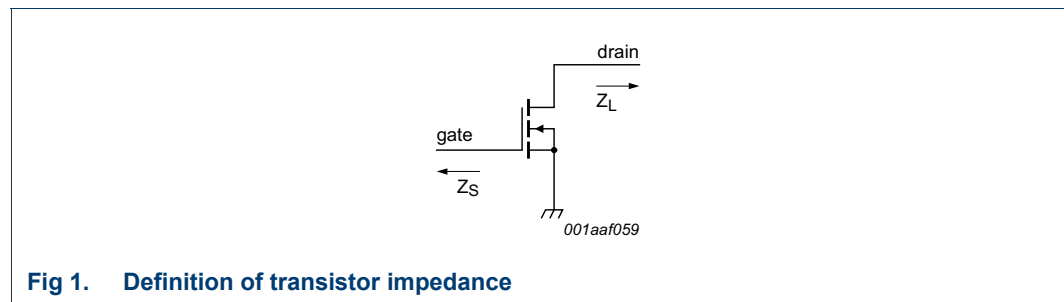 drain
Z_L
gate
Z_S
001aaf059
Fig 1. Definition of transistor impedance